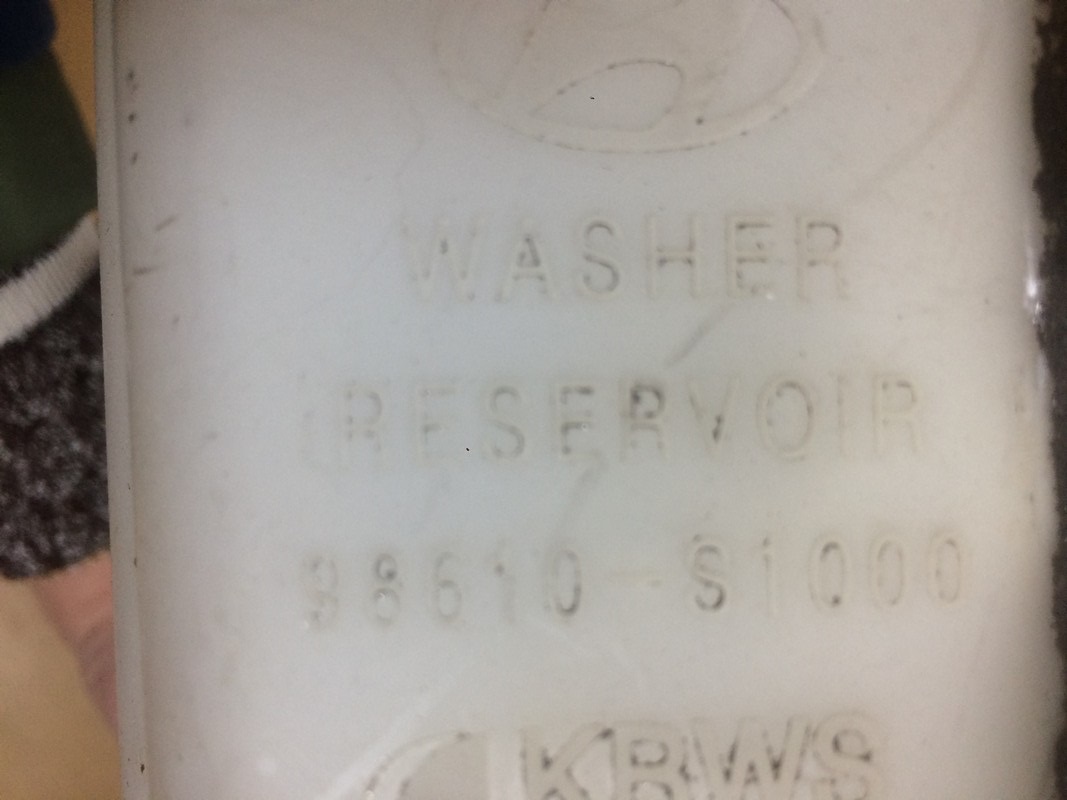 WASHER
RESERVOIR
98610-S1000
KBWS